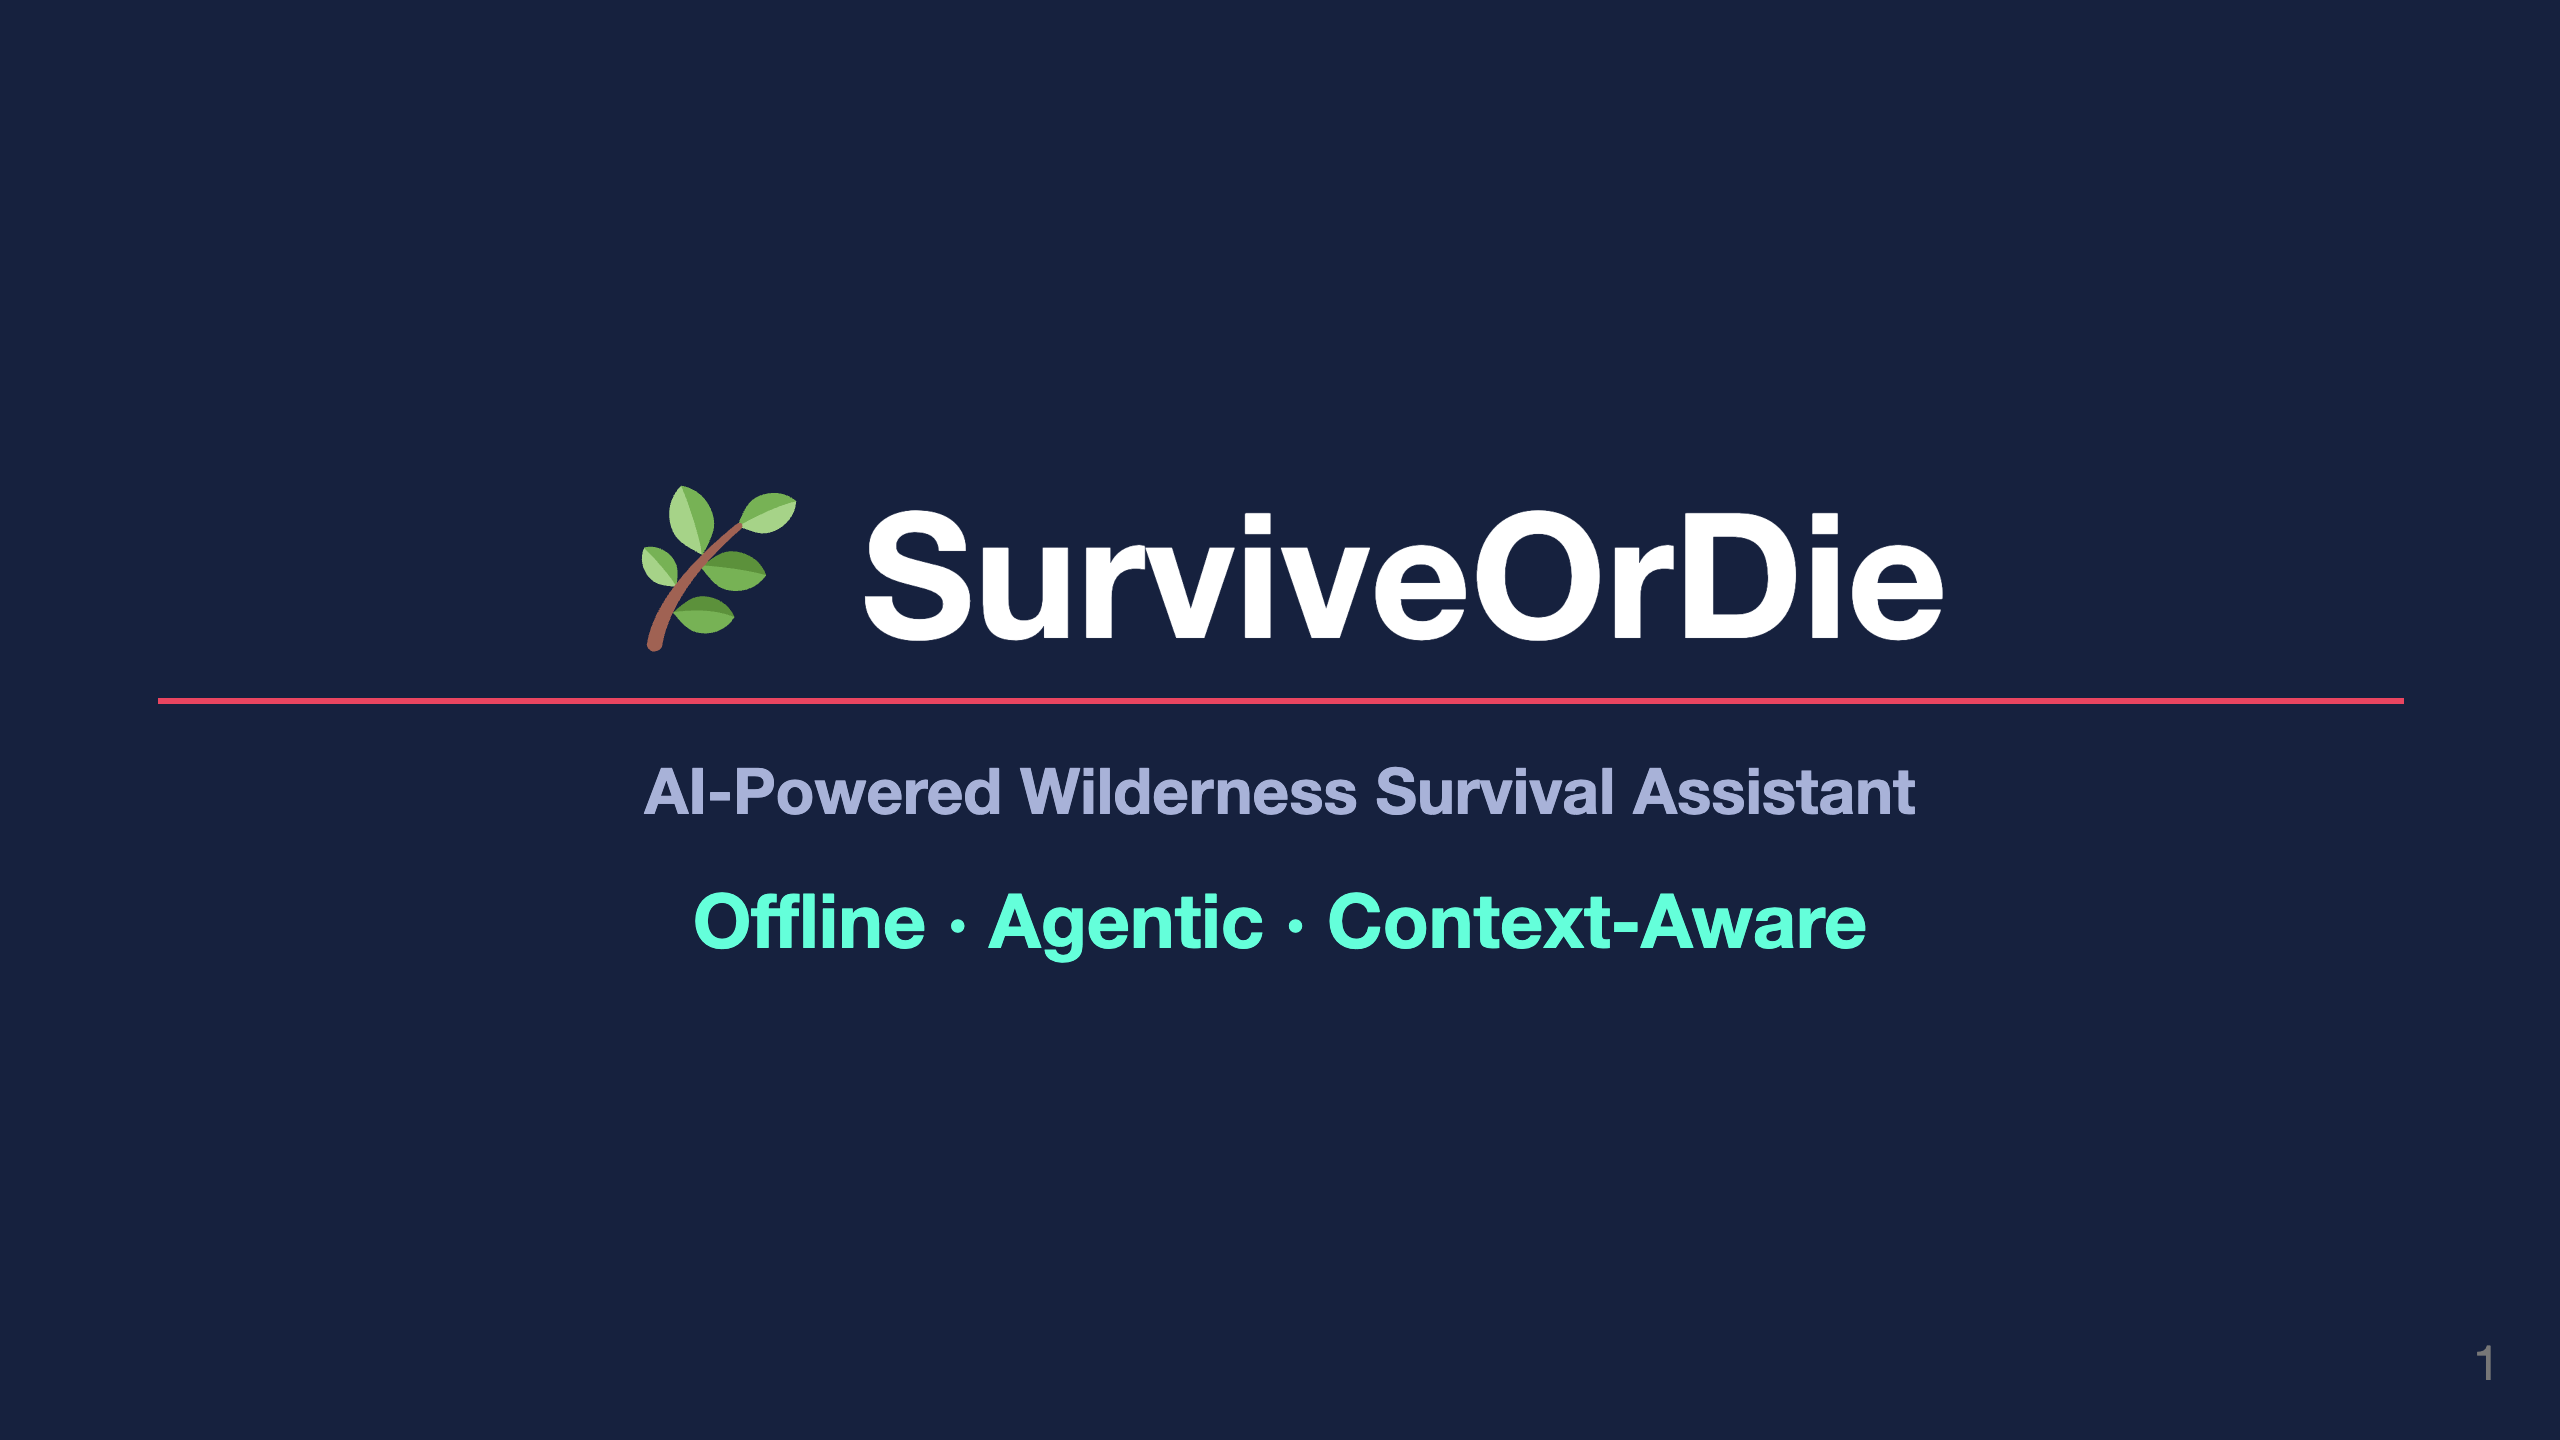 SurviveOrDie
AI-Powered Wilderness Survival Assistant
Offline · Agentic · Context-Aware
1